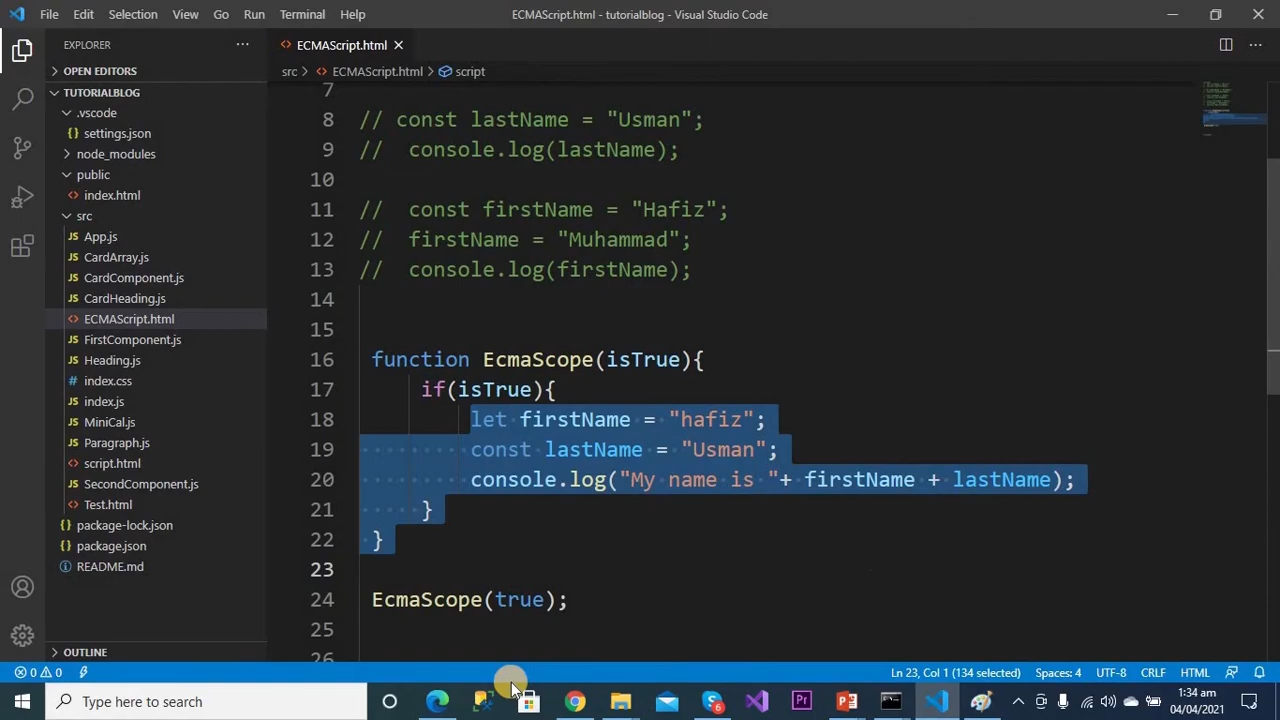 File Edit Selection View Go Run Terminal Help
ECMAScript.html - tutorialblog - Visual Studio Code
EXPLORER
OPEN EDITORS
TUTORIALBLOG
.vscode
settings.json
node_modules
public
index.html
src
App.js
CardArray.js
CardComponent.js
CardHeading.js
ECMAScript.html
FirstComponent.js
Heading.js
index.css
index.js
MiniCal.js
Paragraph.js
script.html
SecondComponent.js
Test.html
package-lock.json
package.json
README.md
OUTLINE
ECMAScript.html
src > ECMAScript.html > script
7
8 // const lastName = "Usman";
9 //  console.log(lastName);
10
11 //  const firstName = "Hafiz";
12 //  firstName = "Muhammad";
13 //  console.log(firstName);
14
15
16 function EcmaScope(isTrue){
17 if(isTrue){
18 let firstName = "hafiz";
19 const lastName = "Usman";
20 console.log("My name is "+ firstName + lastName);
21 }
22 }
23
24 EcmaScope(true);
25
26
0 0
Ln 23, Col 1 (134 selected) Spaces: 4 UTF-8 CRLF HTML
Type here to search
6
Pr
1:34 am
04/04/2021